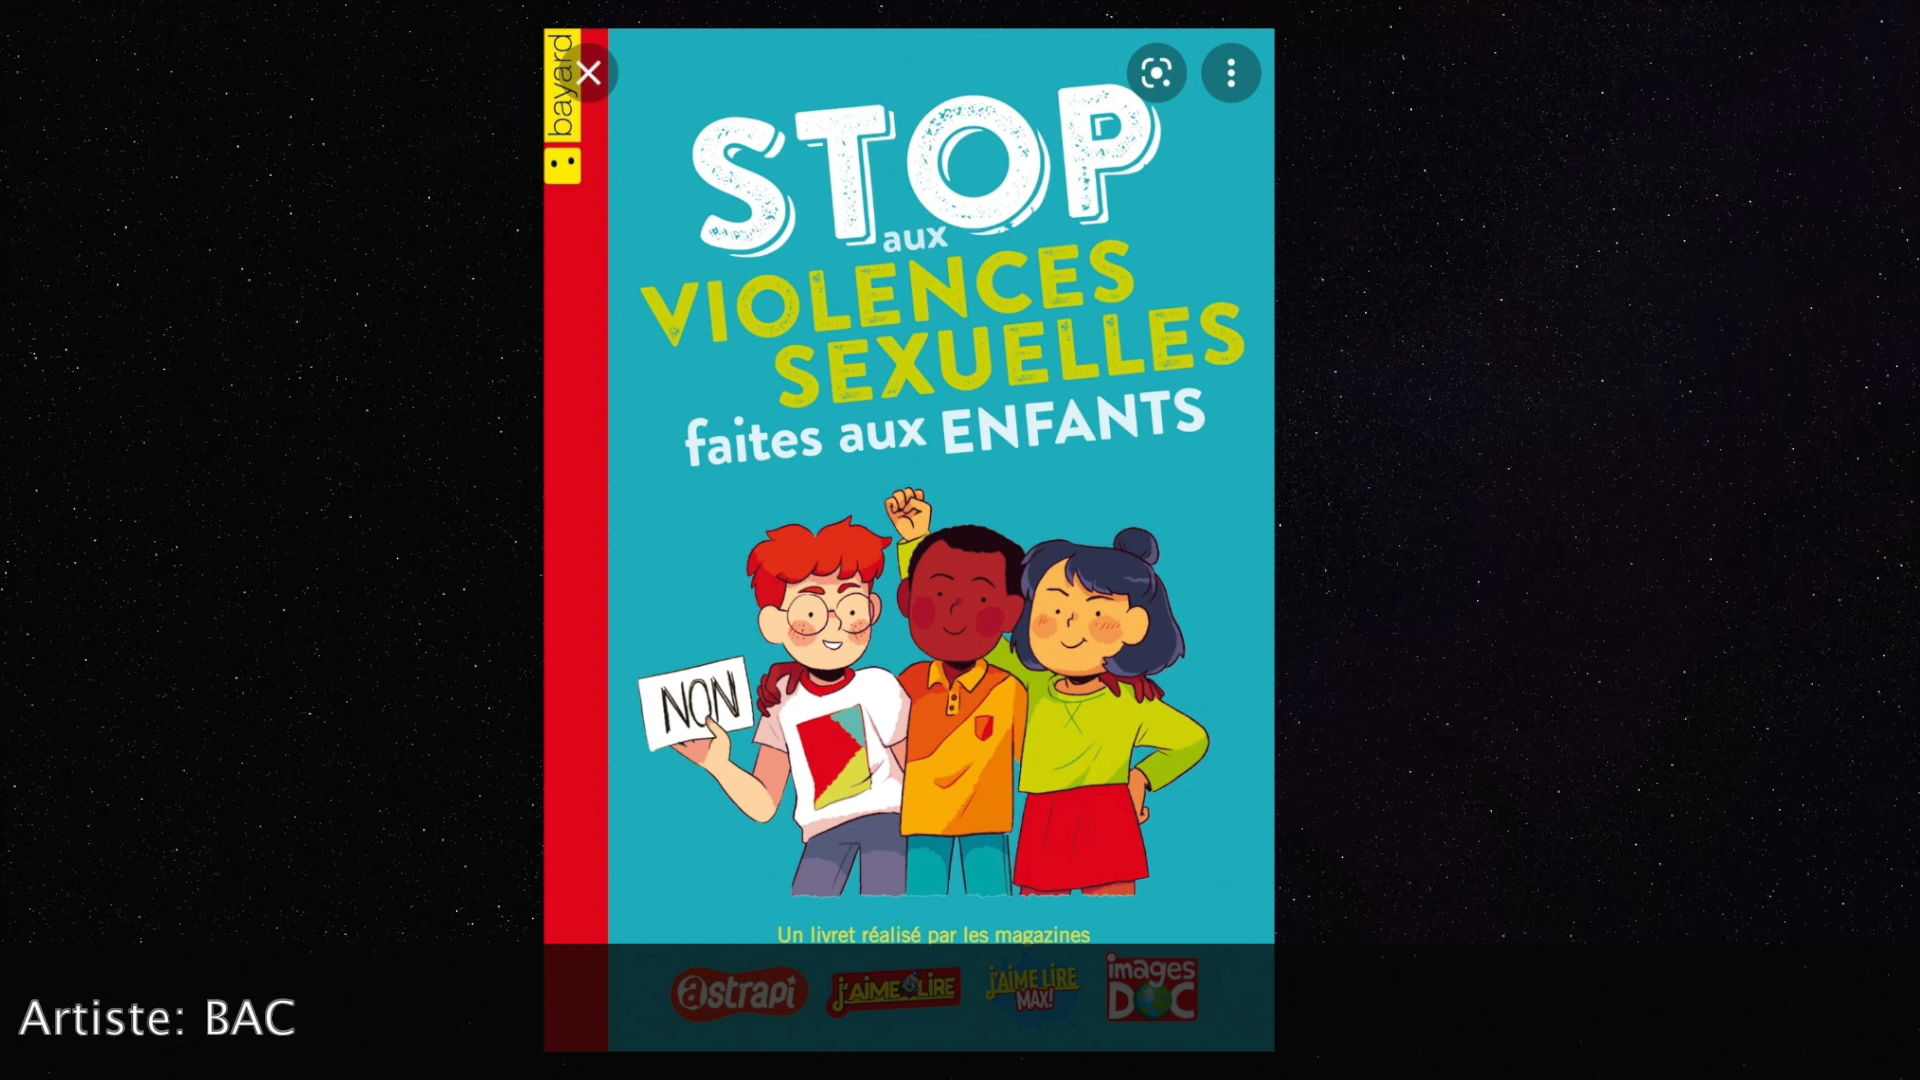 bayard
STOP
aux
VIOLENCES
SEXUELLES
faites aux ENFANTS
NON
Un livret réalisé par les magazines
astrapi
J'AIME LIRE
J'AIME LIRE
MAX!
images
DOC
Artiste: BAC